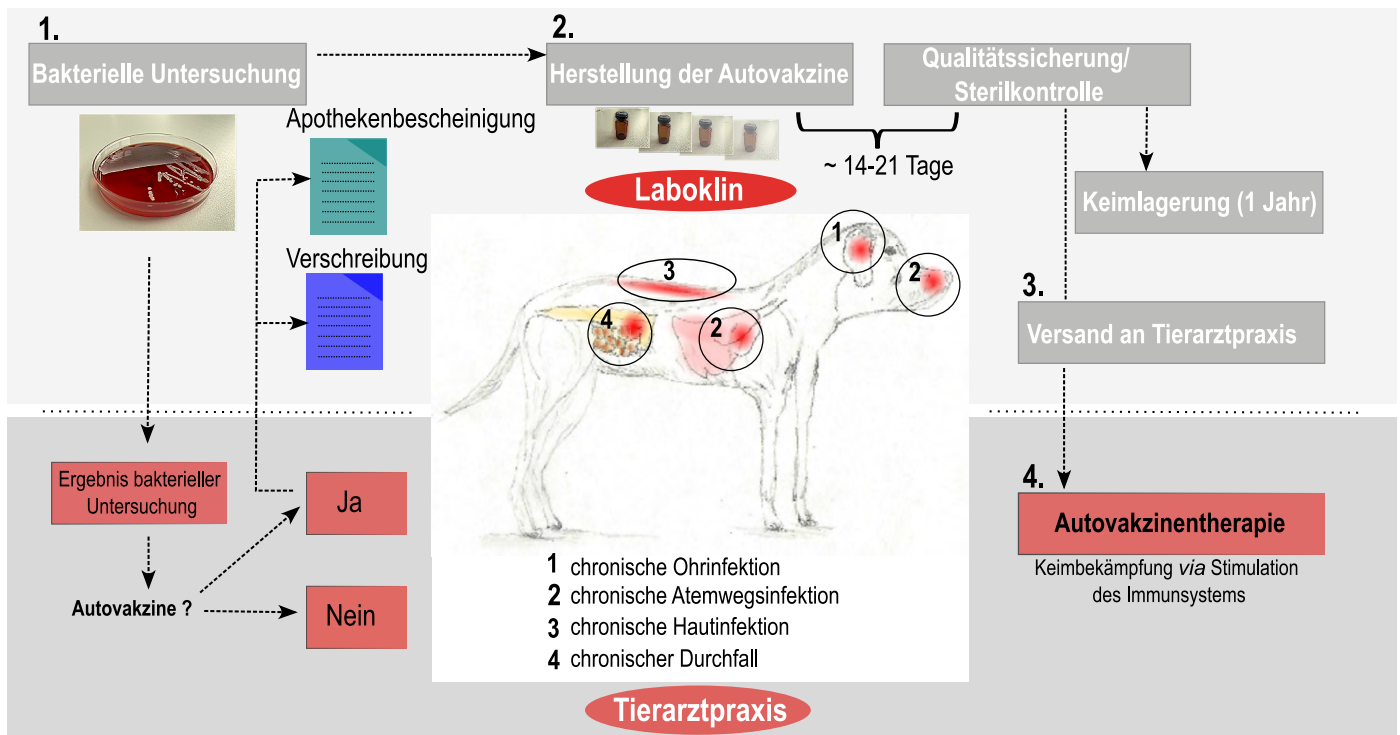 1.
Bakterielle Untersuchung
2.
Herstellung der Autovakzine
Qualitätssicherung/
Sterilkontrolle
~ 14-21 Tage
Apothekenbescheinigung
Verschreibung
Laboklin
Keimlagerung (1 Jahr)
3.
Versand an Tierarztpraxis
1
2
3
4
2
Ergebnis bakterieller
Untersuchung
Autovakzine ?
Ja
Nein
1 chronische Ohrinfektion
2 chronische Atemwegsinfektion
3 chronische Hautinfektion
4 chronischer Durchfall
4.
Autovakzinentherapie
Keimbekämpfung via Stimulation
des Immunsystems
Tierarztpraxis